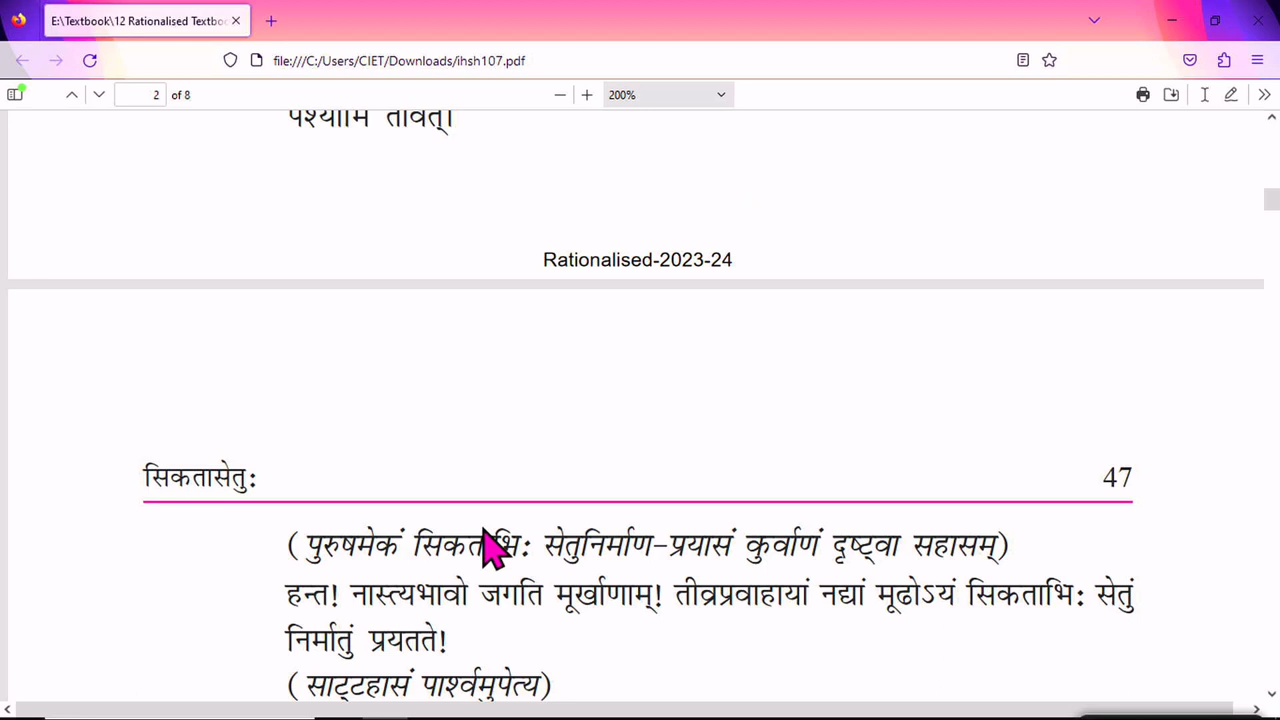 E:\Textbook\12 Rationalised Textbo
file:///C:/Users/CIET/Downloads/ihsh107.pdf
2 of 8
200%
पश्यामि तावत्।
Rationalised-2023-24
सिकतासेतुः
47
(पुरुषमेकं सिकताभिः सेतुनिर्माण-प्रयासं कुर्वाणं दृष्ट्वा सहासम्)
हन्त! नास्त्यभावो जगति मूर्खाणाम्! तीव्रप्रवाहायां नद्यां मूढोऽयं सिकताभिः सेतुं
निर्मातुं प्रयतते!
(साट्टहासं पार्श्वमुपेत्य)